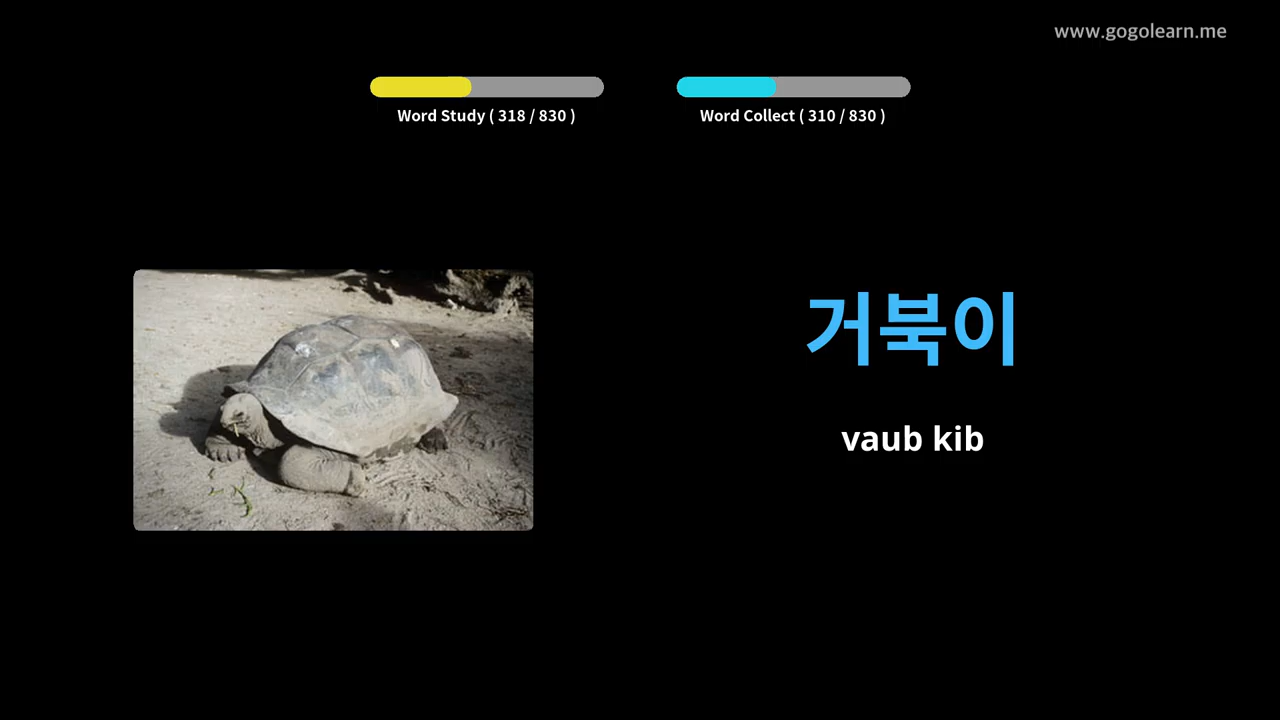 www.gogolearn.me
Word Study ( 318 / 830 )
Word Collect ( 310 / 830 )
거북이
vaub kib